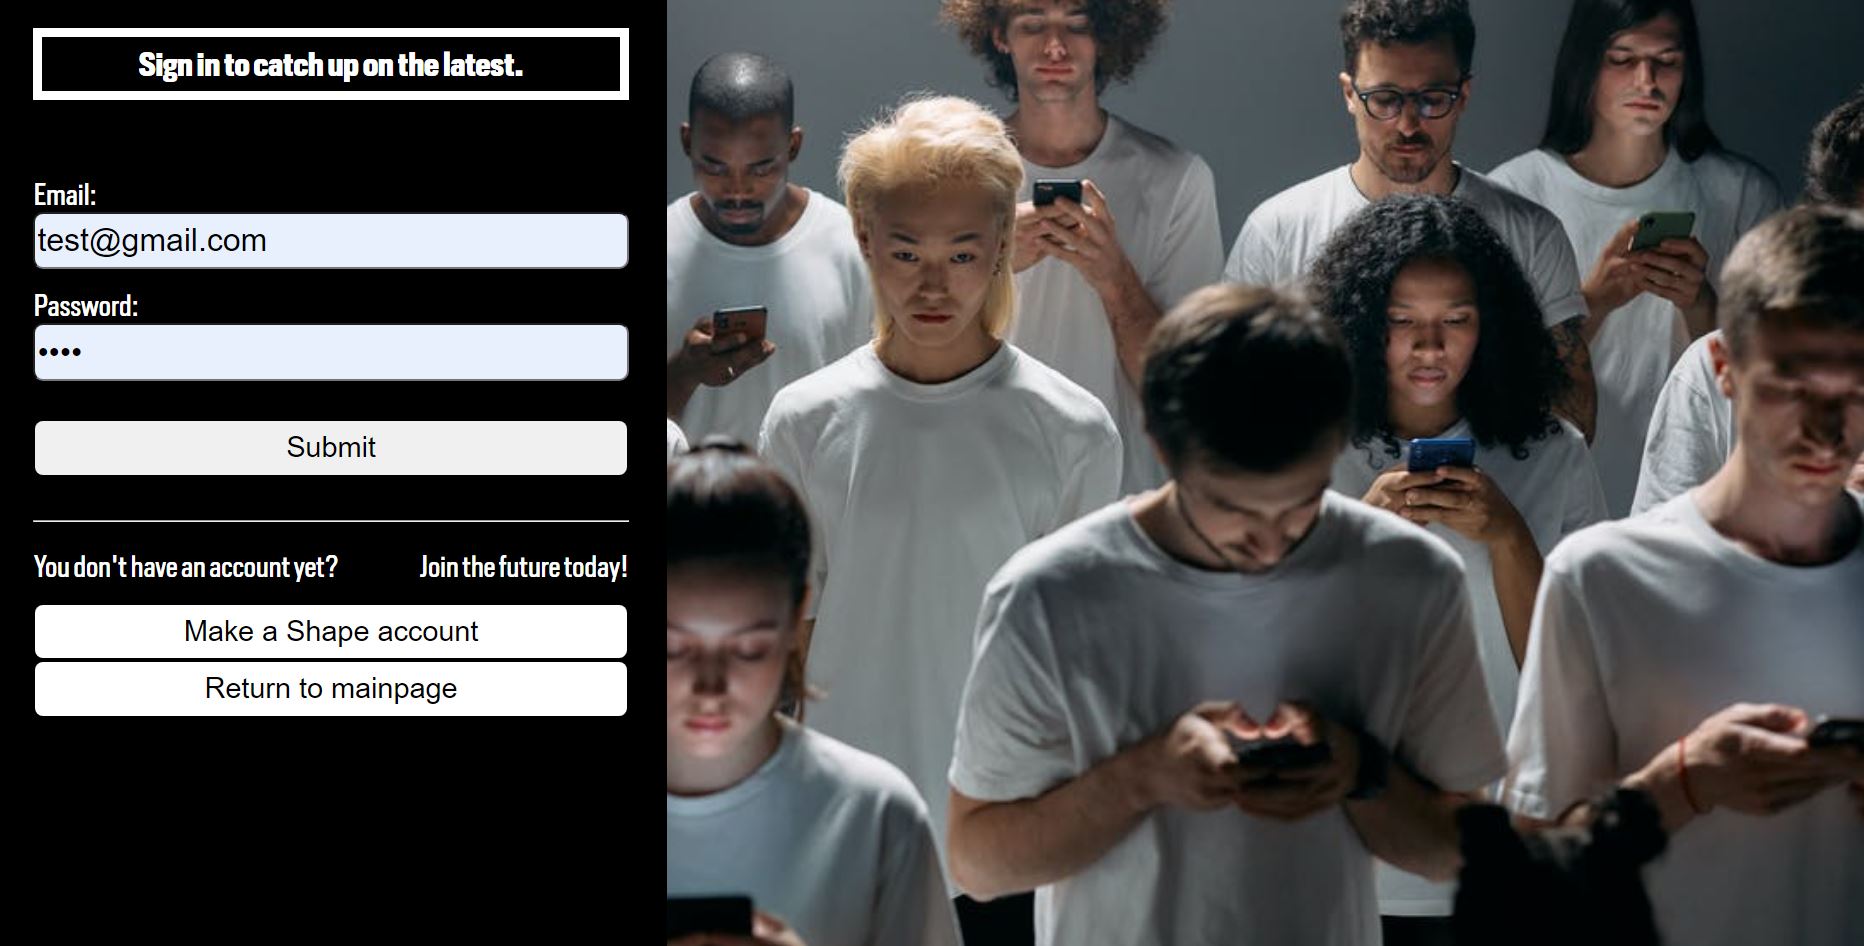 Sign in to catch up on the latest.
Email:
test@gmail.com
Password:
••••
Submit
You don't have an account yet? Join the future today!
Make a Shape account
Return to mainpage